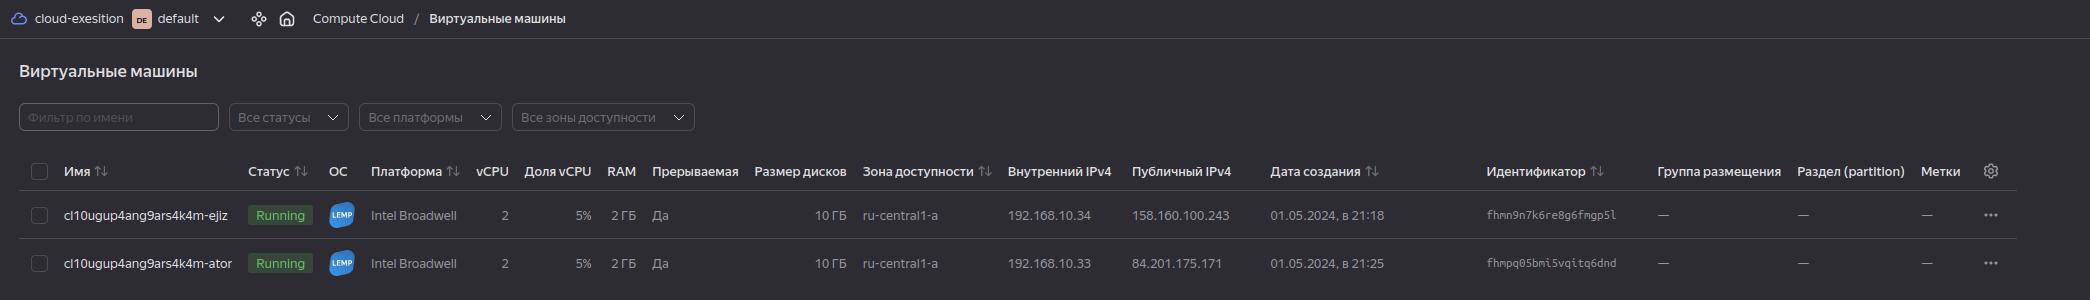 cloud-exesition DE default Compute Cloud / Виртуальные машины
Виртуальные машины
Фильтр по имени Все статусы Все платформы Все зоны доступности
Имя Статус ОС Платформа vCPU Доля vCPU RAM Прерываемая Размер дисков Зона доступности Внутренний IPv4 Публичный IPv4 Дата создания Идентификатор Группа размещения Раздел (partition) Метки
cl10ugup4ang9ars4k4m-ejiz Running LEMP Intel Broadwell 2 5% 2 ГБ Да 10 ГБ ru-central1-a 192.168.10.34 158.160.100.243 01.05.2024, в 21:18 fhmn9n7k6re8g6fmgp5l — — —
cl10ugup4ang9ars4k4m-ator Running LEMP Intel Broadwell 2 5% 2 ГБ Да 10 ГБ ru-central1-a 192.168.10.33 84.201.175.171 01.05.2024, в 21:25 fhmpq05bmi5vqitq6dnd — — —